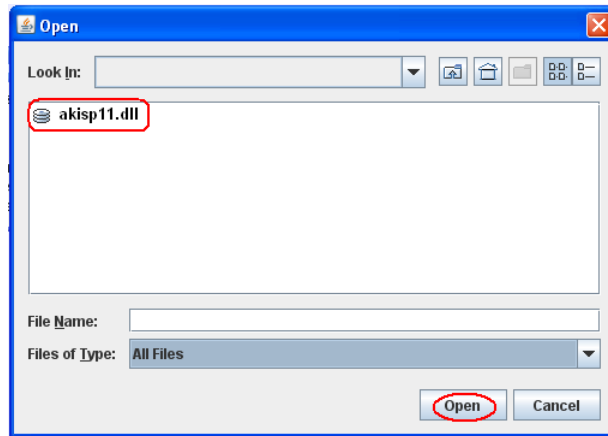 Open
Look In:
akisp11.dll
File Name:
Files of Type: All Files
Open Cancel